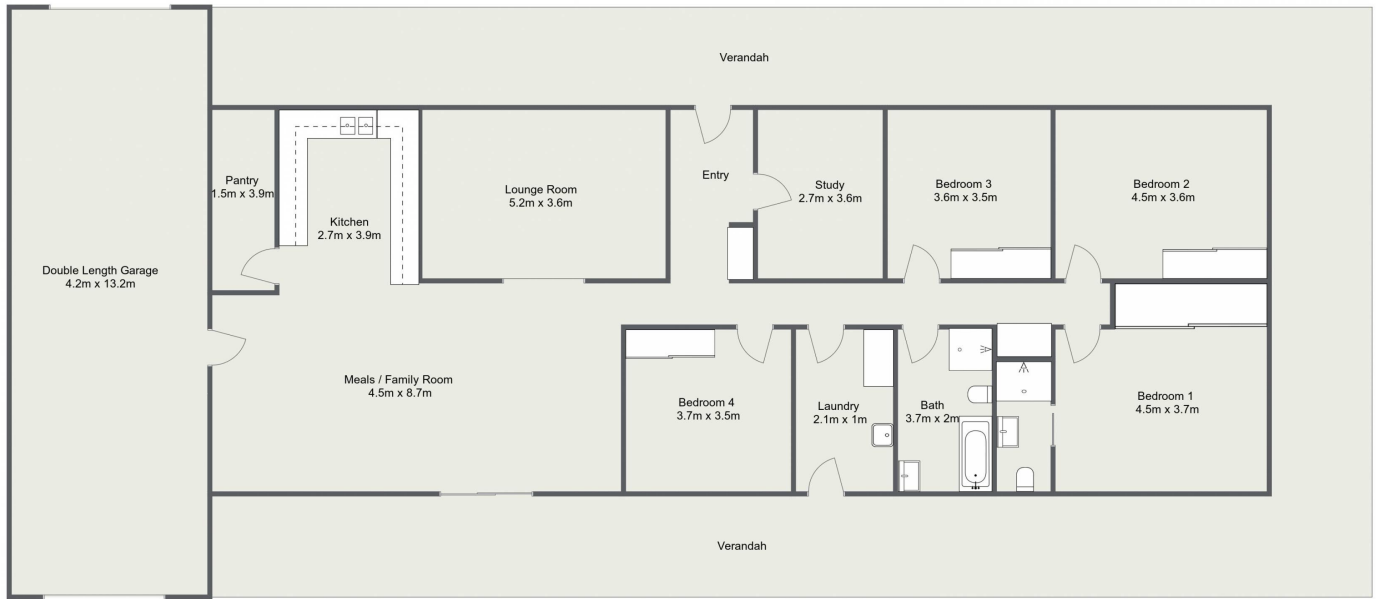 Verandah
Pantry
1.5m x 3.9m
Kitchen
2.7m x 3.9m
Lounge Room
5.2m x 3.6m
Entry
Study
2.7m x 3.6m
Bedroom 3
3.6m x 3.5m
Bedroom 2
4.5m x 3.6m
Double Length Garage
4.2m x 13.2m
Meals / Family Room
4.5m x 8.7m
Bedroom 4
3.7m x 3.5m
Laundry
2.1m x 1m
Bath
3.7m x 2m
Bedroom 1
4.5m x 3.7m
Verandah